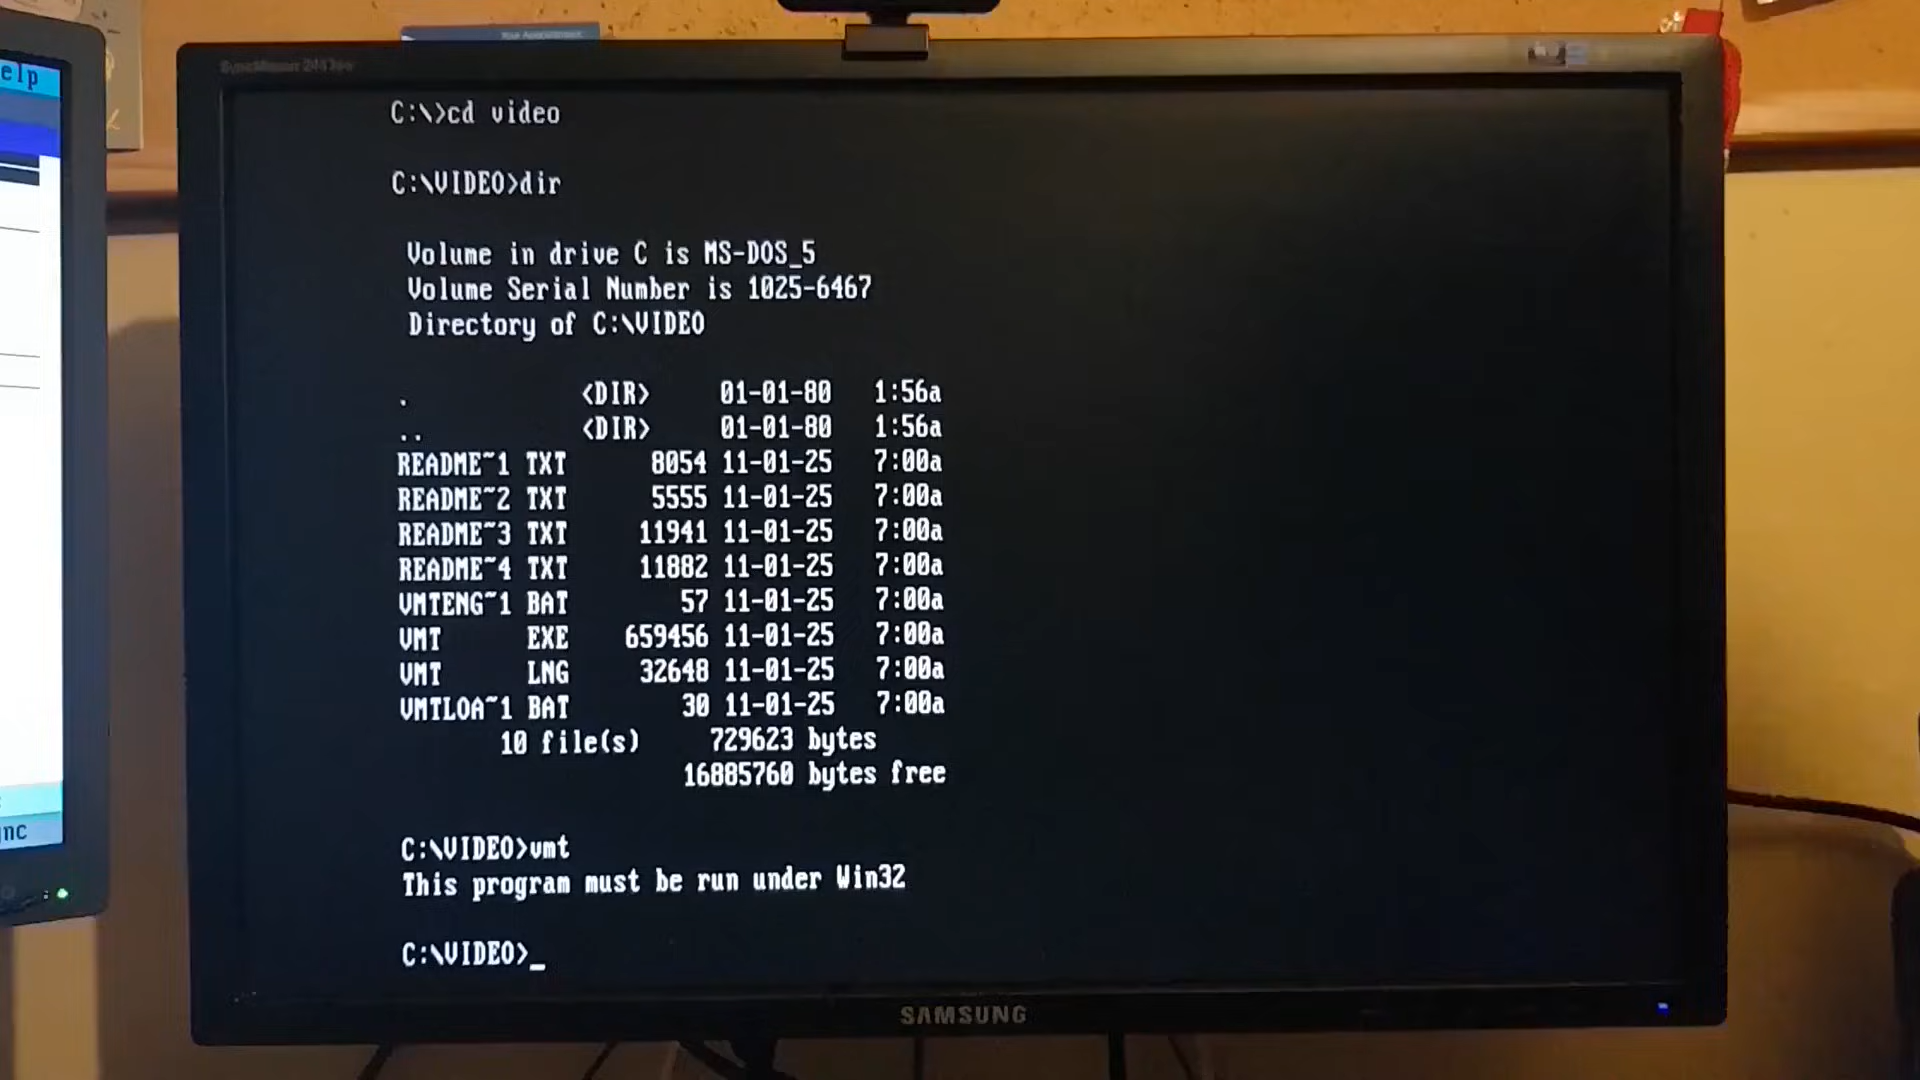 Your Appointment
elp
SyncMaster
C:\>cd video
C:\VIDEO>dir
Volume in drive C is MS-DOS_5
Volume Serial Number is 1025-6467
Directory of C:\VIDEO
. <DIR> 01-01-80 1:56a
.. <DIR> 01-01-80 1:56a
README~1 TXT 8054 11-01-25 7:00a
README~2 TXT 5555 11-01-25 7:00a
README~3 TXT 11941 11-01-25 7:00a
README~4 TXT 11882 11-01-25 7:00a
VMTENG~1 BAT 57 11-01-25 7:00a
VMT EXE 659456 11-01-25 7:00a
VMT LNG 32648 11-01-25 7:00a
VMTLOA~1 BAT 30 11-01-25 7:00a
10 file(s) 729623 bytes
16885760 bytes free
nc
C:\VIDEO>vmt
This program must be run under Win32
C:\VIDEO>_
SAMSUNG